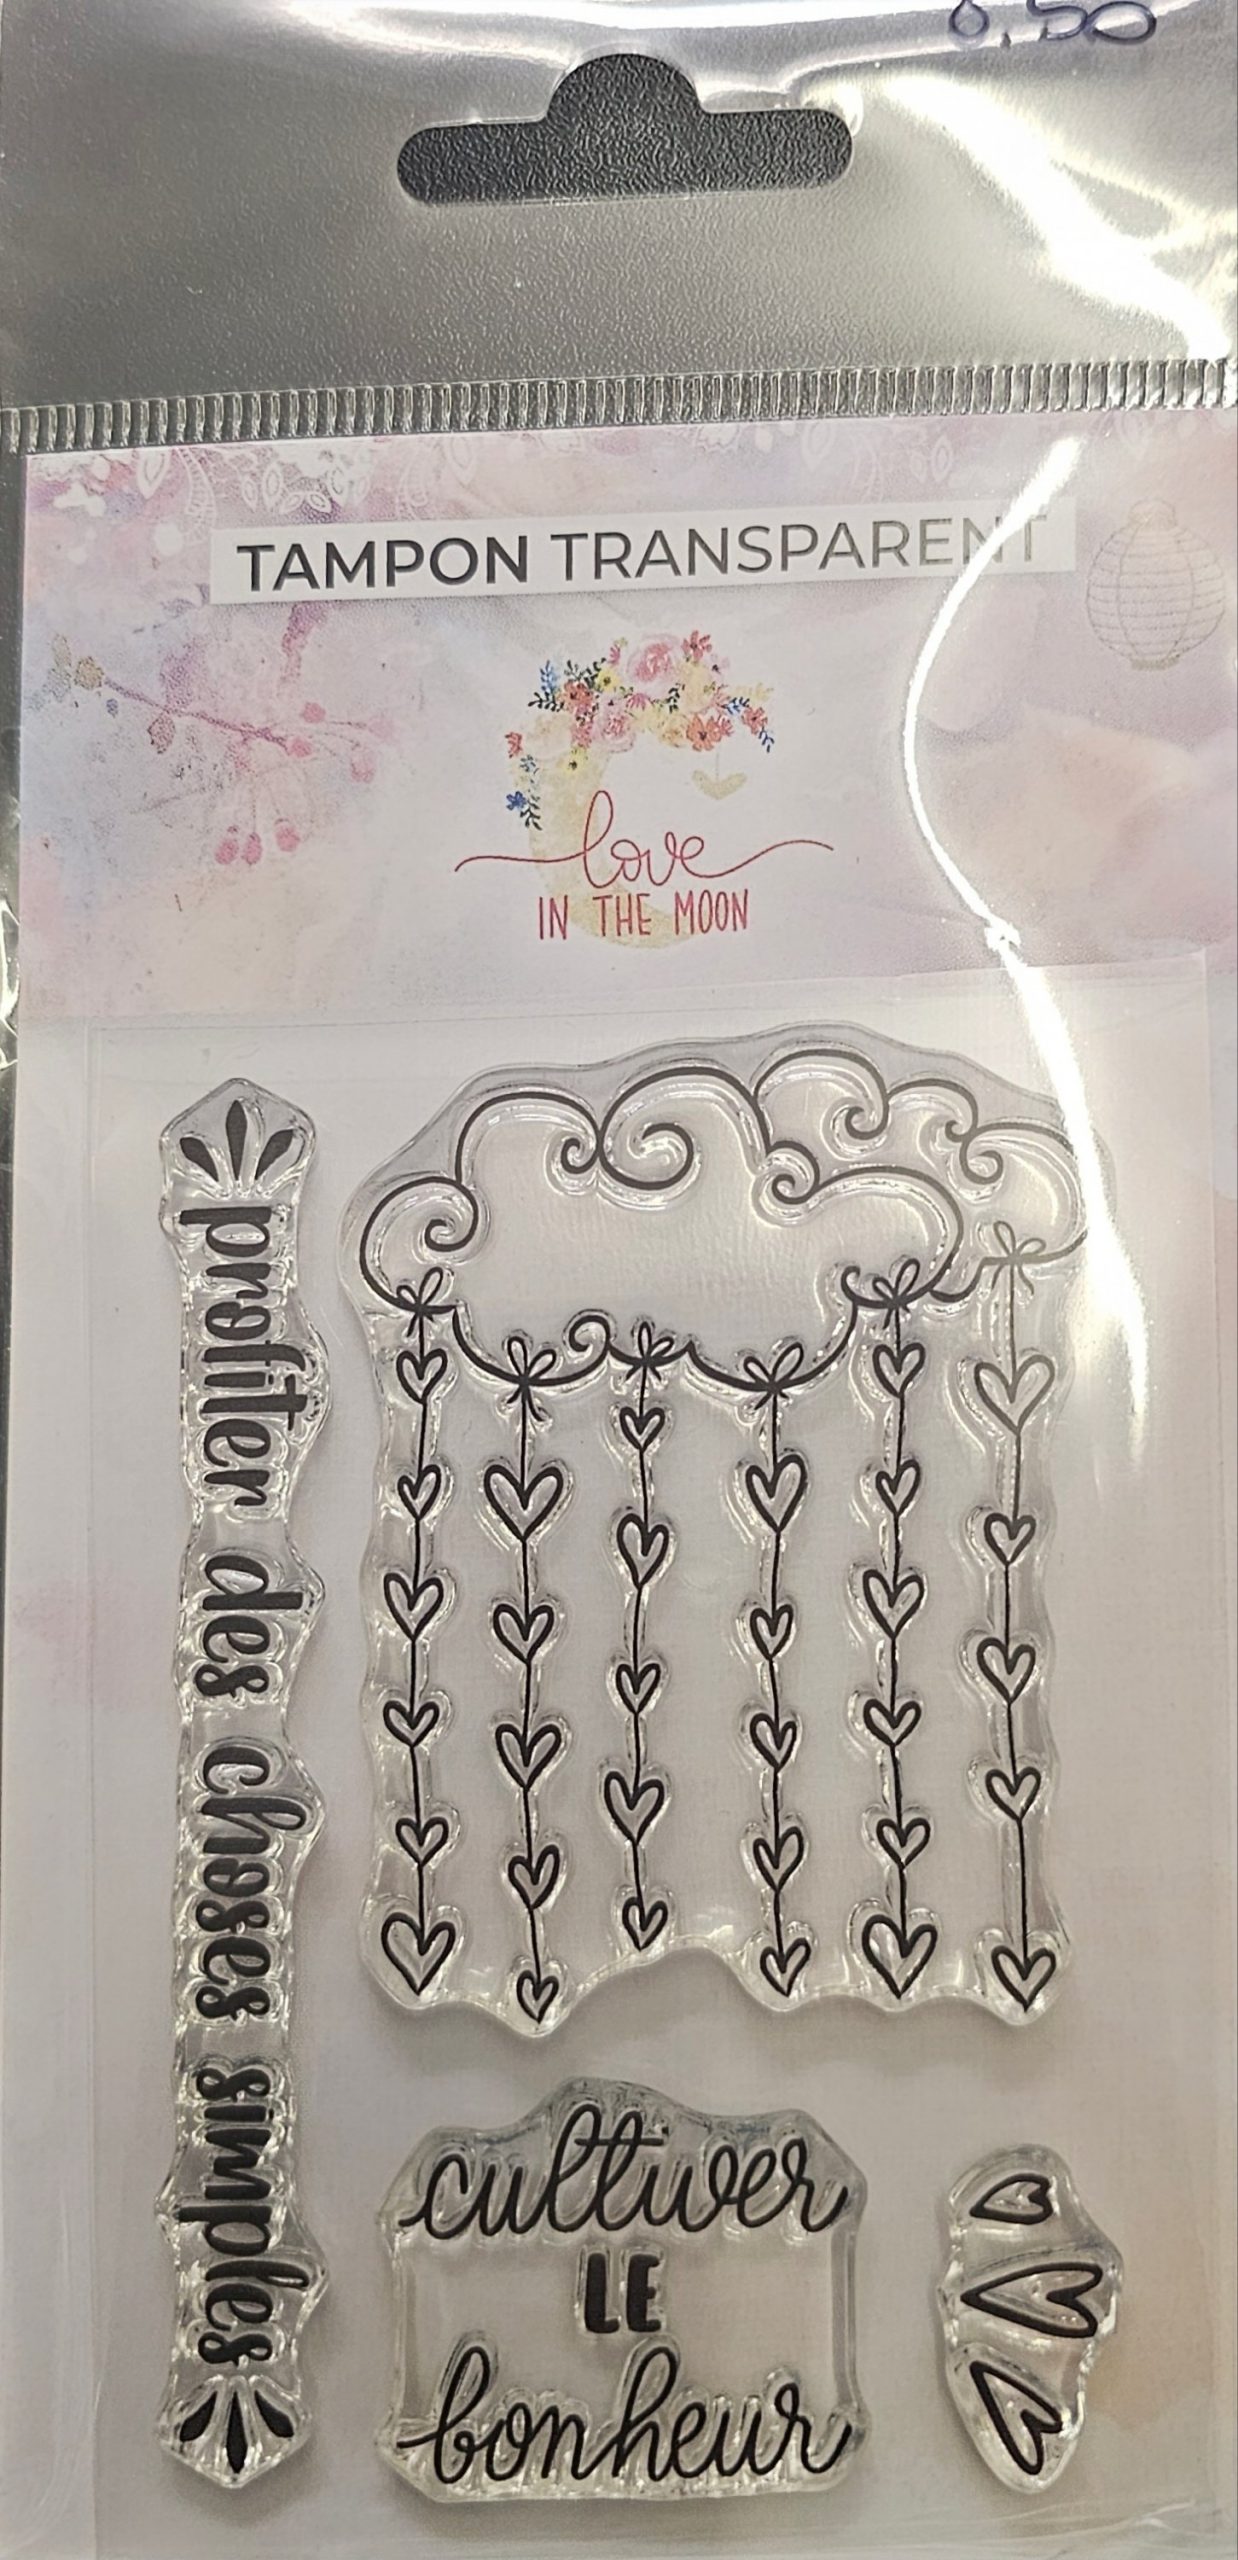 TAMPON TRANSPARENT
love
IN THE MOON
profiter des choses simples
cultiver
LE
bonheur